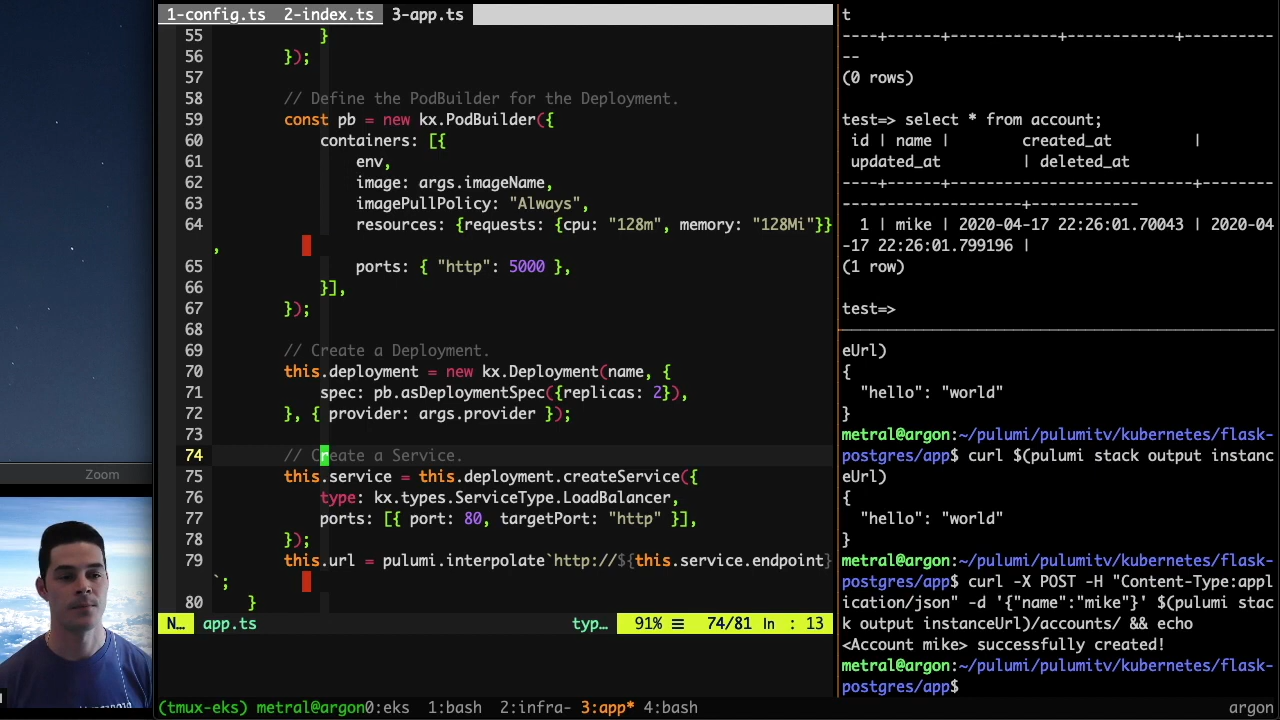 1-config.ts 2-index.ts 3-app.ts
55 }
56 });
57
58 // Define the PodBuilder for the Deployment.
59 const pb = new kx.PodBuilder({
60 containers: [{
61 env,
62 image: args.imageName,
63 imagePullPolicy: "Always",
64 resources: {requests: {cpu: "128m", memory: "128Mi"}}
,
65 ports: { "http": 5000 },
66 }],
67 });
68
69 // Create a Deployment.
70 this.deployment = new kx.Deployment(name, {
71 spec: pb.asDeploymentSpec({replicas: 2}),
72 }, { provider: args.provider });
73
74 // Create a Service.
75 this.service = this.deployment.createService({
76 type: kx.types.ServiceType.LoadBalancer,
77 ports: [{ port: 80, targetPort: "http" }],
78 });
79 this.url = pulumi.interpolate`http://${this.service.endpoint}
`;
80 }
N… app.ts typ… 91% ☰ 74/81 ln : 13
t
----+------+------------+------------+----------
--
(0 rows)
test=> select * from account;
id | name | created_at |
updated_at | deleted_at
----+------+---------------------------+--------
--------------------+------------
1 | mike | 2020-04-17 22:26:01.70043 | 2020-04
-17 22:26:01.799196 |
(1 row)
test=>
eUrl)
{
"hello": "world"
}
metral@argon:~/pulumi/pulumitv/kubernetes/flask-
postgres/app$ curl $(pulumi stack output instanc
eUrl)
{
"hello": "world"
}
metral@argon:~/pulumi/pulumitv/kubernetes/flask-
postgres/app$ curl -X POST -H "Content-Type:appl
ication/json" -d '{"name":"mike"}' $(pulumi stac
k output instanceUrl)/accounts/ && echo
<Account mike> successfully created!
metral@argon:~/pulumi/pulumitv/kubernetes/flask-
postgres/app$
Zoom
(tmux-eks) metral@argon0:eks 1:bash 2:infra- 3:app* 4:bash argon